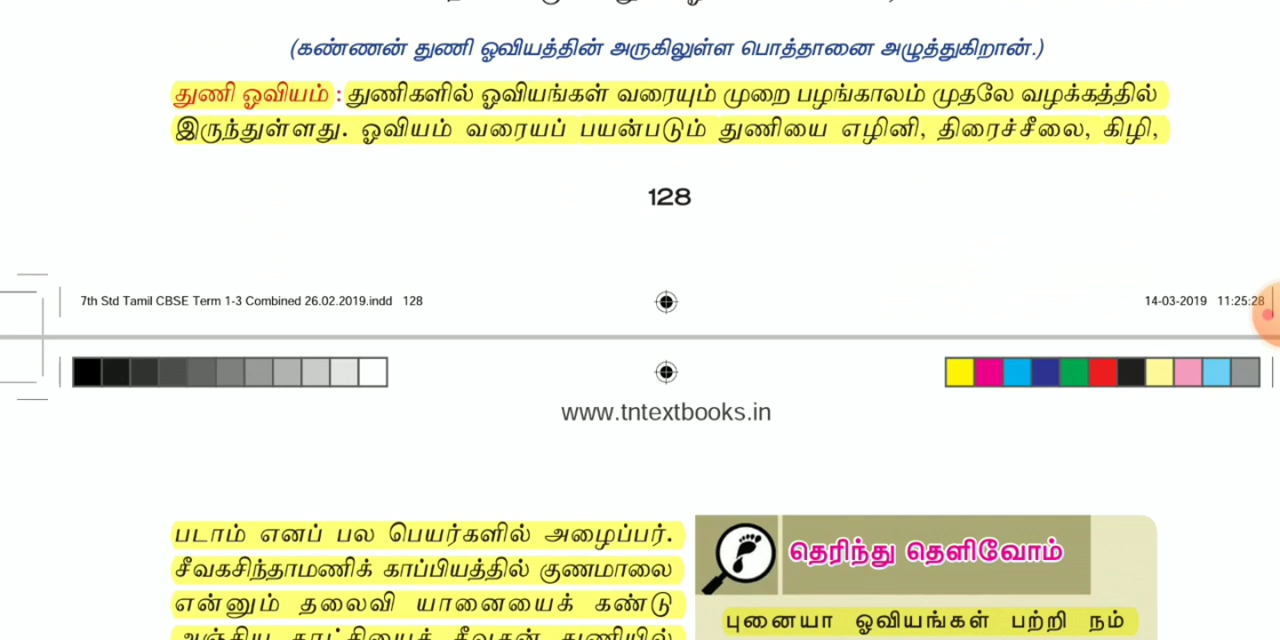 (கண்ணன் துணி ஓவியத்தின் அருகிலுள்ள பொத்தானை அழுத்துகிறான்.)
துணி ஓவியம் : துணிகளில் ஓவியங்கள் வரையும் முறை பழங்காலம் முதலே வழக்கத்தில்
இருந்துள்ளது. ஓவியம் வரையப் பயன்படும் துணியை எழினி, திரைச்சீலை, கிழி,
128
7th Std Tamil CBSE Term 1-3 Combined 26.02.2019.indd 128
14-03-2019 11:25:28
www.tntextbooks.in
படாம் எனப் பல பெயர்களில் அழைப்பர்.
சீவகசிந்தாமணிக் காப்பியத்தில் குணமாலை
என்னும் தலைவி யானையைக் கண்டு
அஞ்சிய காட்சியைச் சீவகன் துணியில்
தெரிந்து தெளிவோம்
புனையா ஓவியங்கள் பற்றி நம்